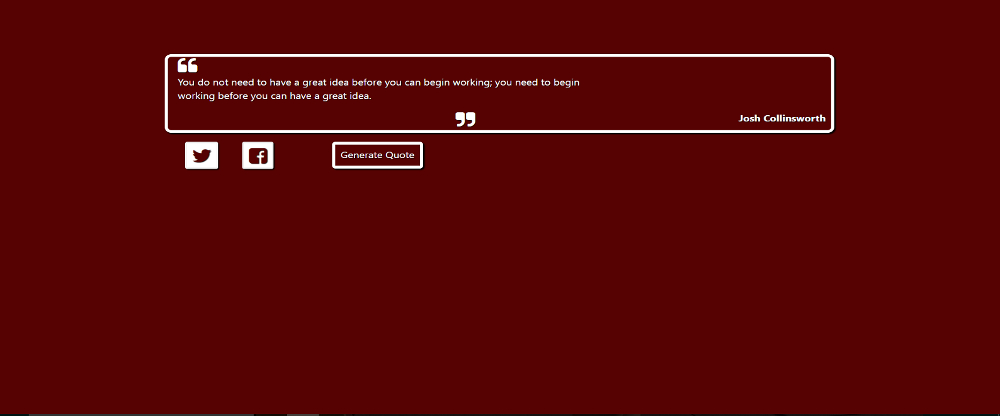 You do not need to have a great idea before you can begin working; you need to begin
working before you can have a great idea.
Josh Collinsworth
Generate Quote